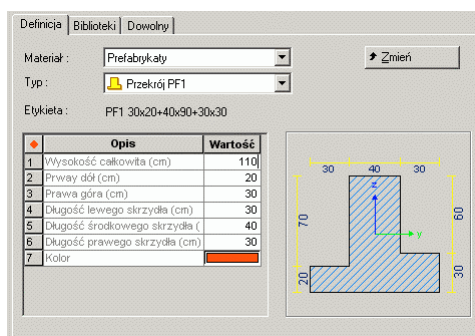 Definicja Biblioteki Dowolny
Materiał : Prefabrykaty Zmień
Typ : Przekrój PF1
Etykieta : PF1 30x20+40x90+30x30
Opis Wartość
1 Wysokość całkowita (cm) 110
2 Prway dół (cm) 20
3 Prawa góra (cm) 30
4 Długość lewego skrzydła (cm) 30
5 Długość środkowego skrzydła ( 40
6 Długość prawego skrzydła (cm) 30
7 Kolor
30 40 30
z
70 60
y
20 30